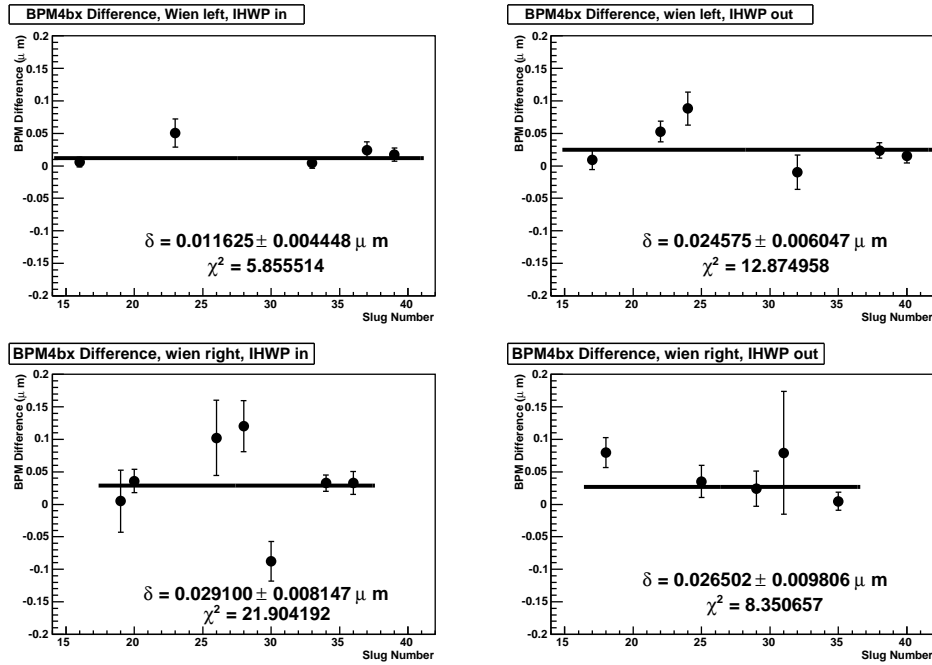 BPM4bx Difference, Wien left, IHWP in
BPM Difference (μ m)
0.2
0.15
0.1
0.05
0
-0.05
-0.1
-0.15
-0.2
δ = 0.011625 ± 0.004448 μ m
χ² = 5.855514
15 20 25 30 35 40
Slug Number
BPM4bx Difference, wien left, IHWP out
BPM Difference (μ m)
0.2
0.15
0.1
0.05
0
-0.05
-0.1
-0.15
-0.2
δ = 0.024575 ± 0.006047 μ m
χ² = 12.874958
15 20 25 30 35 40
Slug Number
BPM4bx Difference, wien right, IHWP in
BPM Difference (μ m)
0.2
0.15
0.1
0.05
0
-0.05
-0.1
-0.15
-0.2
δ = 0.029100 ± 0.008147 μ m
χ² = 21.904192
15 20 25 30 35 40
Slug Number
BPM4bx Difference, wien right, IHWP out
BPM Difference (μ m)
0.2
0.15
0.1
0.05
0
-0.05
-0.1
-0.15
-0.2
δ = 0.026502 ± 0.009806 μ m
χ² = 8.350657
15 20 25 30 35 40
Slug Number